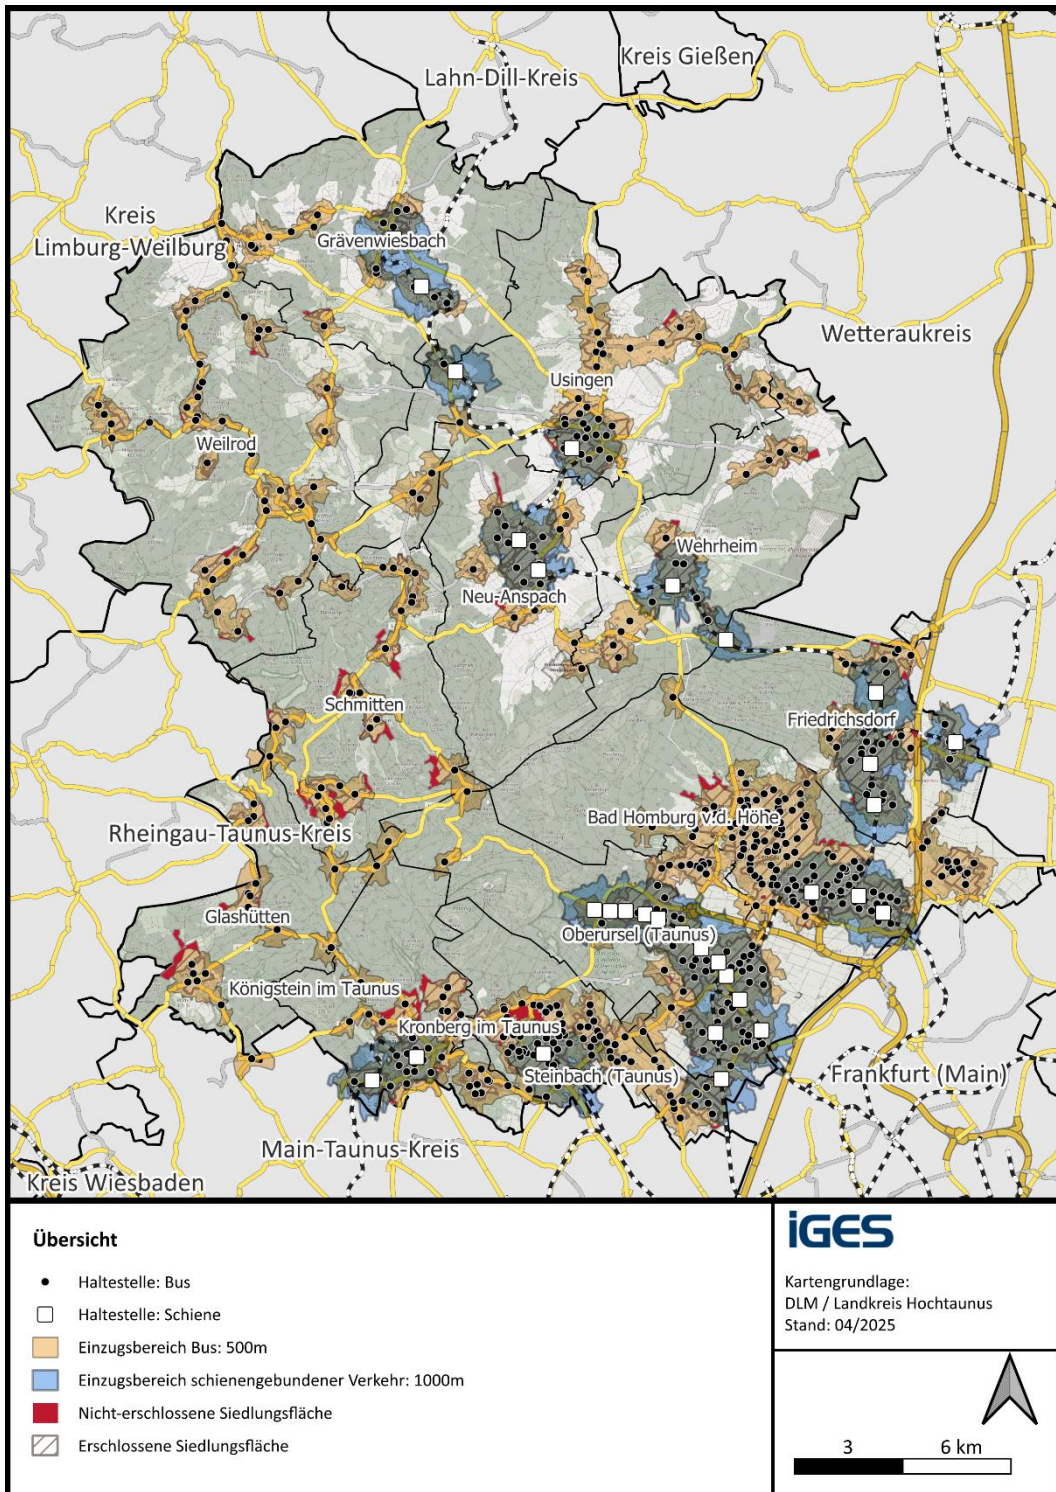 Kreis Gießen
Lahn-Dill-Kreis
Kreis
Limburg-Weilburg
Grävenwiesbach
Wetteraukreis
Usingen
Weilrod
Wehrheim
Neu-Anspach
Schmitten
Friedrichsdorf
Bad Homburg v.d. Höhe
Rheingau-Taunus-Kreis
Glashütten
Oberursel (Taunus)
Königstein im Taunus
Kronberg im Taunus
Steinbach (Taunus)
Frankfurt (Main)
Main-Taunus-Kreis
Kreis Wiesbaden
Übersicht
Haltestelle: Bus
Haltestelle: Schiene
Einzugsbereich Bus: 500m
Einzugsbereich schienengebundener Verkehr: 1000m
Nicht-erschlossene Siedlungsfläche
Erschlossene Siedlungsfläche
iGES
Kartengrundlage:
DLM / Landkreis Hochtaunus
Stand: 04/2025
3 6 km